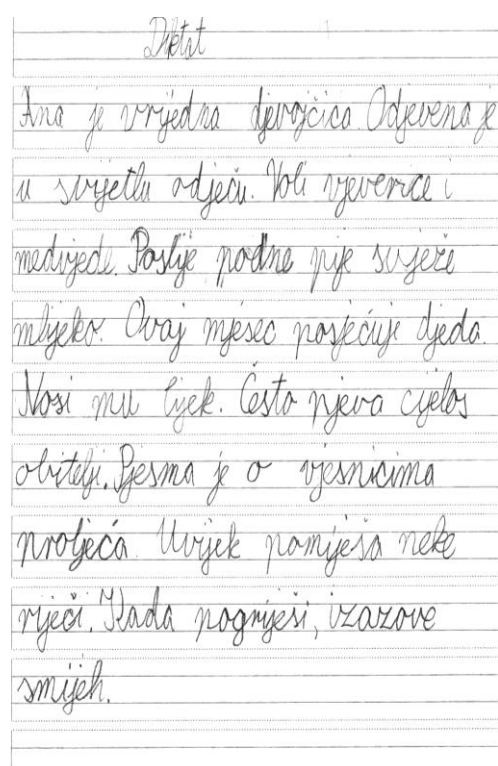 Diktat
Ana je vrijedna djevojčica. Odjevena je
u svijetlu odjeću. Voli vjeverice i
medvjede. Poslije podne pije svježe
mlijeko. Ovaj mjesec posjećuje djeda.
Nosi mu lijek. Često pjeva cijeloj
obitelji. Pjesma je o vjesnicima
proljeća. Uvijek pomiješa neke
riječi. Kada pogriješi, izazove
smijeh.